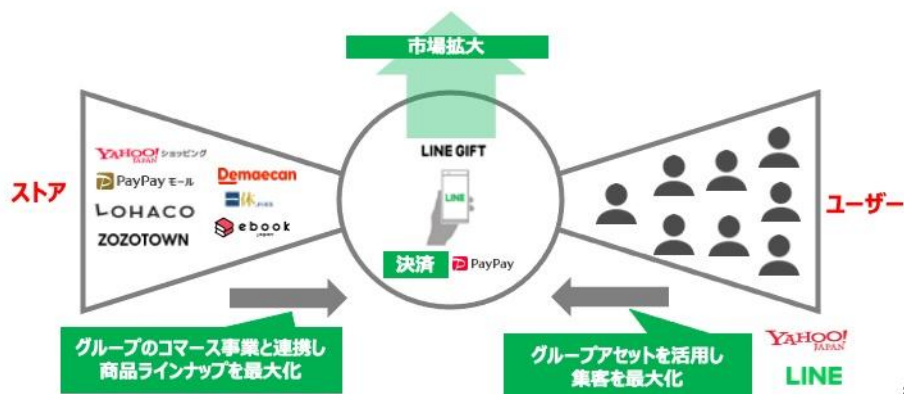 市場拡大
LINE GIFT
LINE
決済 PayPay
ストア
YAHOO! JAPAN ショッピング
PayPay モール
LOHACO
ZOZOTOWN
Demaecan
一休
ebook japan
ユーザー
グループのコマース事業と連携し
商品ラインナップを最大化
グループアセットを活用し
集客を最大化
YAHOO!
JAPAN
LINE